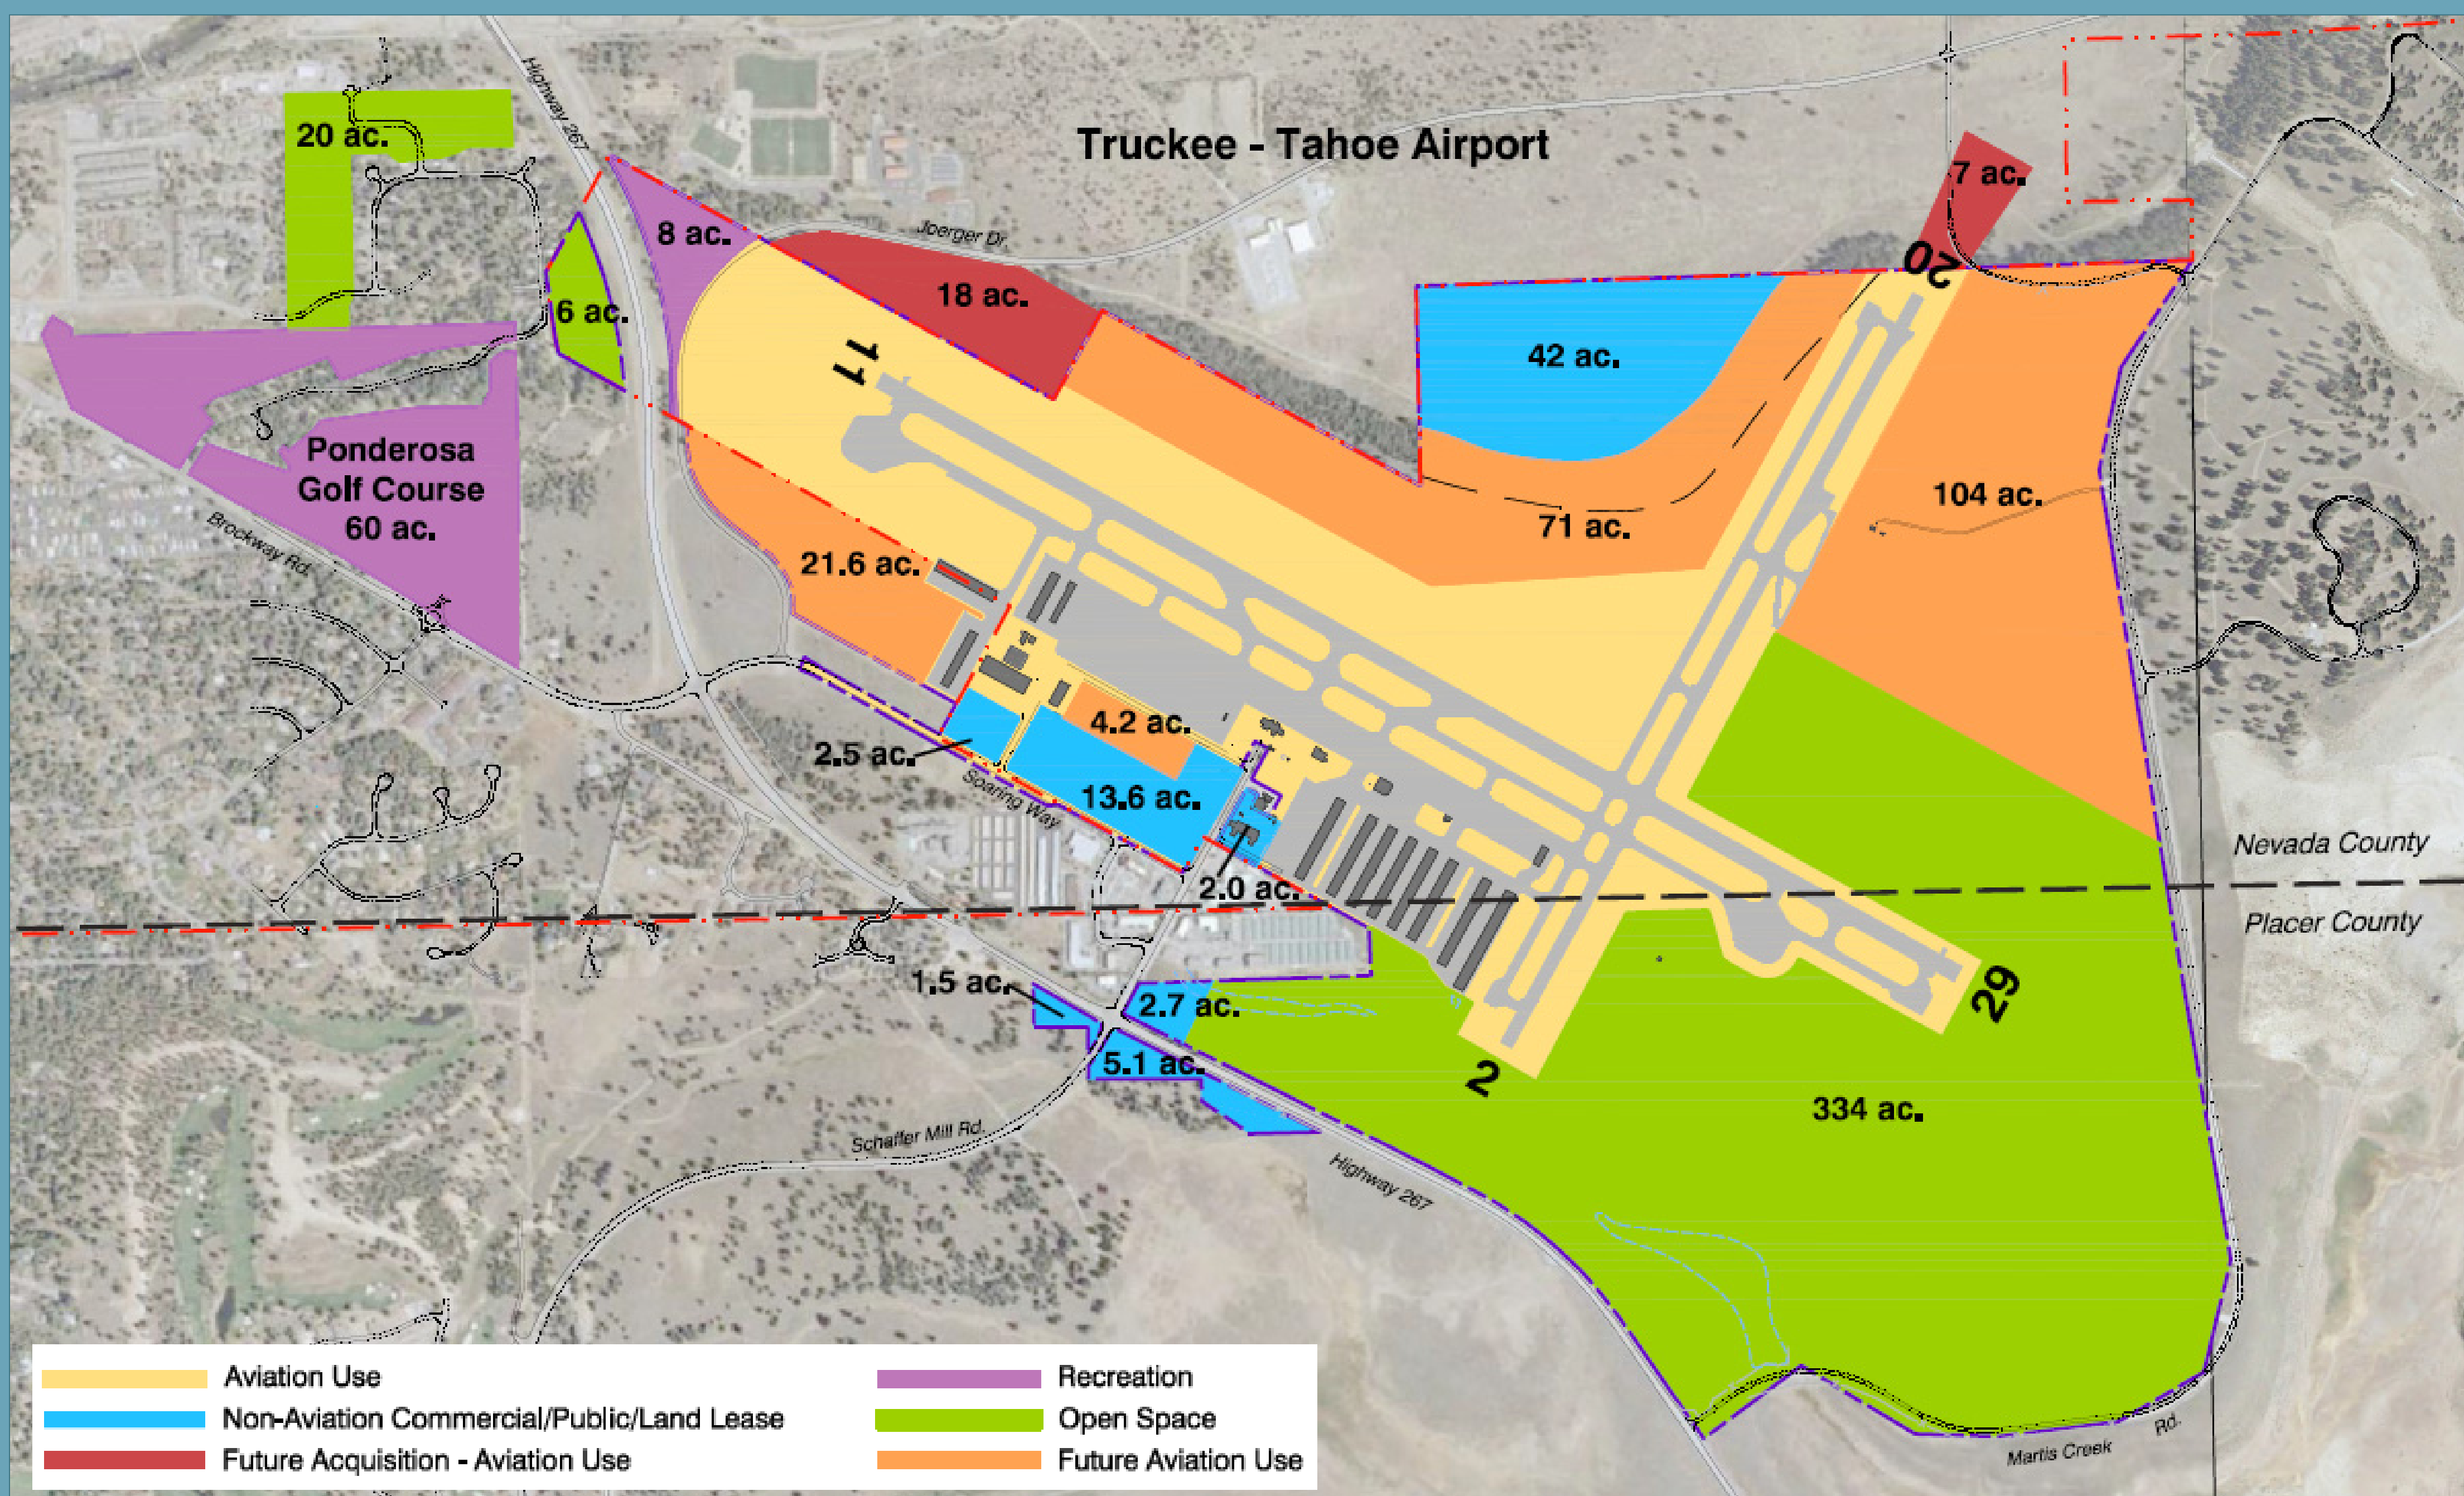 Highway 267
20 ac.
Truckee - Tahoe Airport
7 ac.
8 ac.
Joerger Dr.
20
18 ac.
6 ac.
11
42 ac.
Ponderosa
Golf Course
60 ac.
104 ac.
71 ac.
Brockway Rd.
21.6 ac.
4.2 ac.
2.5 ac.
Soaring Way
13.6 ac.
Nevada County
2.0 ac.
Placer County
1.5 ac.
2.7 ac.
29
5.1 ac.
2
334 ac.
Schaffer Mill Rd.
Highway 267
Martis Creek Rd.
Aviation Use
Non-Aviation Commercial/Public/Land Lease
Future Acquisition - Aviation Use
Recreation
Open Space
Future Aviation Use